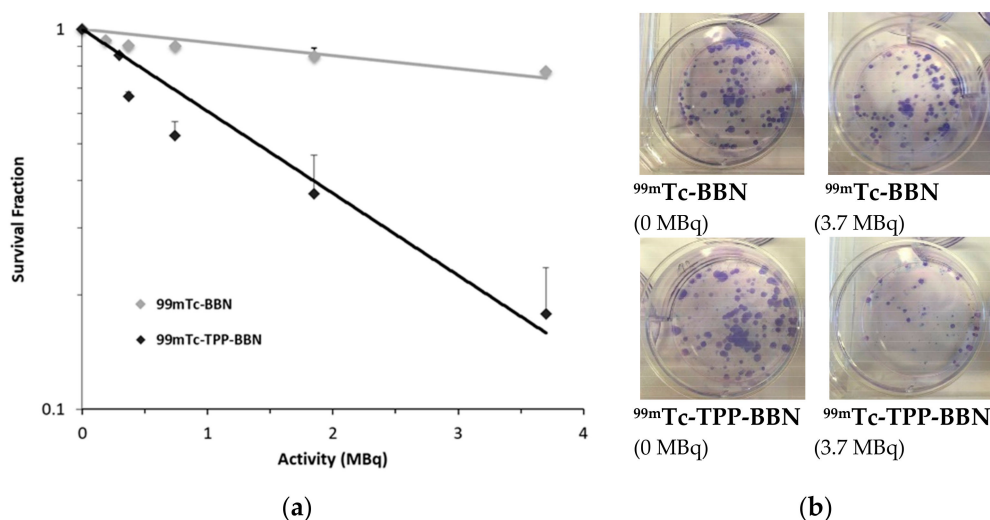 1
0.1
Survival Fraction
99mTc-BBN
99mTc-TPP-BBN
0 1 2 3 4
Activity (MBq)
(a)
99mTc-BBN 99mTc-BBN
(0 MBq) (3.7 MBq)
99mTc-TPP-BBN 99mTc-TPP-BBN
(0 MBq) (3.7 MBq)
(b)